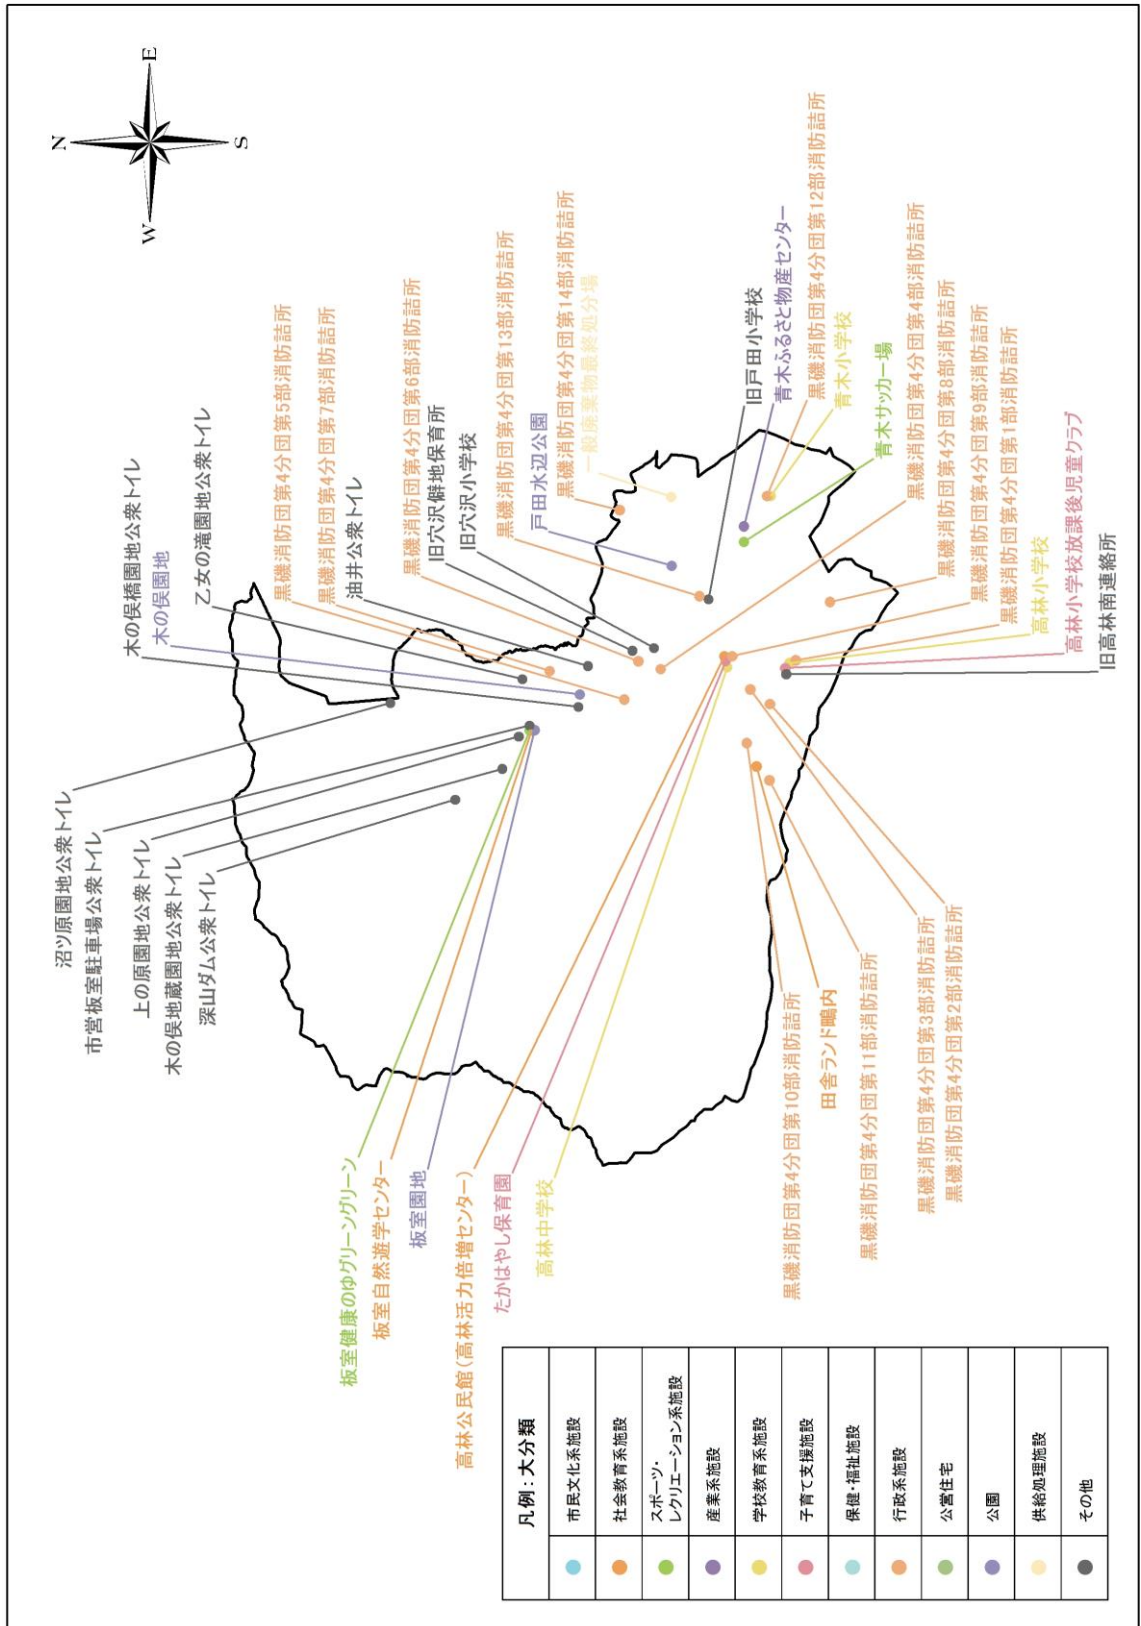 N
E
S
W
沼ッ原園地公衆トイレ
市営板室駐車場公衆トイレ
上の原園地公衆トイレ
木の俣地蔵園地公衆トイレ
深山ダム公衆トイレ
木の俣橋園地公衆トイレ
木の俣園地
乙女の滝園地公衆トイレ
黒磯消防団第4分団第5部消防詰所
黒磯消防団第4分団第7部消防詰所
油井公衆トイレ
黒磯消防団第4分団第6部消防詰所
旧穴沢僻地保育所
旧穴沢小学校
黒磯消防団第4分団第13部消防詰所
戸田水辺公園
黒磯消防団第4分団第14部消防詰所
一般廃棄物最終処分場
旧戸田小学校
青木ふるさと物産センター
黒磯消防団第4分団第12部消防詰所
青木小学校
青木サッカー場
黒磯消防団第4分団第4部消防詰所
黒磯消防団第4分団第8部消防詰所
黒磯消防団第4分団第9部消防詰所
黒磯消防団第4分団第1部消防詰所
高林小学校
高林小学校放課後児童クラブ
旧高林南連絡所
板室健康のゆグリーングリーン
板室自然遊学センター
板室園地
高林公民館(高林活力倍増センター)
たかはやし保育園
高林中学校
黒磯消防団第4分団第10部消防詰所
田舎ランド鴫内
黒磯消防団第4分団第11部消防詰所
黒磯消防団第4分団第3部消防詰所
黒磯消防団第4分団第2部消防詰所
凡例:大分類
市民文化系施設
社会教育系施設
スポーツ・
レクリエーション系施設
産業系施設
学校教育系施設
子育て支援施設
保健・福祉施設
行政系施設
公営住宅
公園
供給処理施設
その他